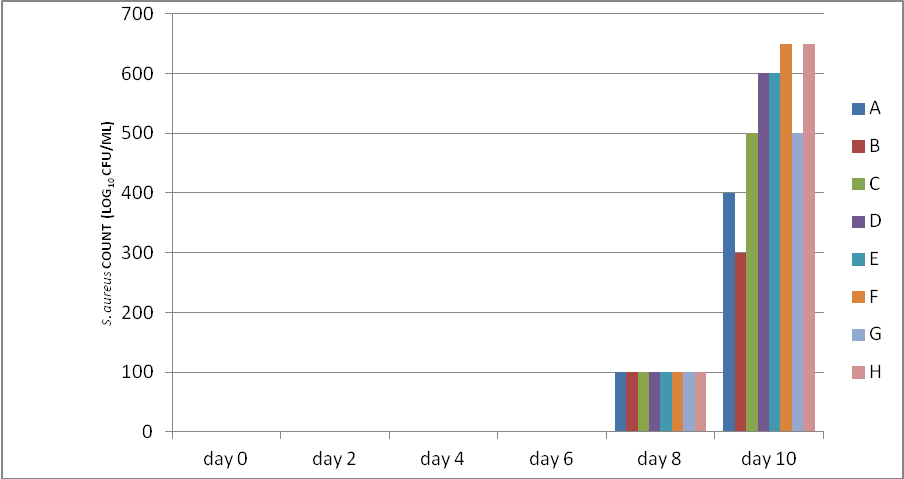 700
600
500
400
300
200
100
0
S. aureus COUNT (LOG₁₀ CFU/ML)
day 0 day 2 day 4 day 6 day 8 day 10
A
B
C
D
E
F
G
H